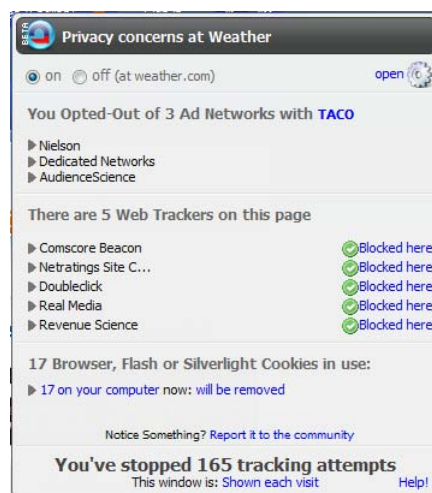 BETA
Privacy concerns at Weather
on off (at weather.com) open
You Opted-Out of 3 Ad Networks with TACO
Nielson
Dedicated Networks
AudienceScience
There are 5 Web Trackers on this page
Comscore Beacon Blocked here
Netratings Site C... Blocked here
Doubleclick Blocked here
Real Media Blocked here
Revenue Science Blocked here
17 Browser, Flash or Silverlight Cookies in use:
17 on your computer now: will be removed
Notice Something? Report it to the community
You've stopped 165 tracking attempts
This window is: Shown each visit Help!